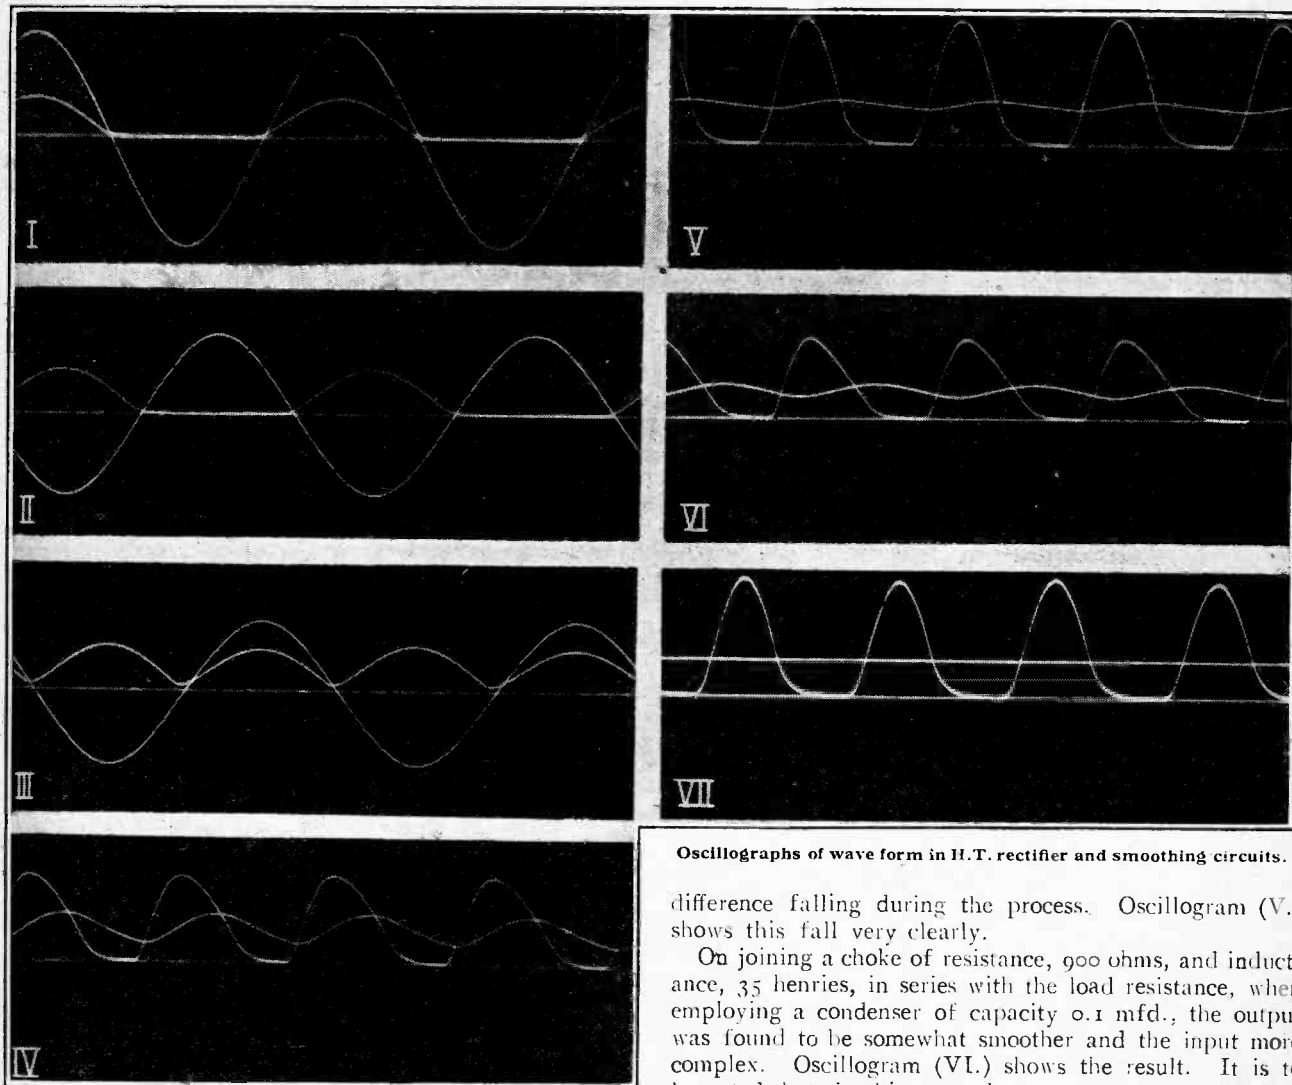 I
II
III
IV
V
VI
VII
Oscillographs of wave form in H.T. rectifier and smoothing circuits.
difference falling during the process. Oscillogram (V.
shows this fall very clearly.
On joining a choke of resistance, 900 ohms, and induct-
ance, 35 henries, in series with the load resistance, when
employing a condenser of capacity 0.1 mfd., the output
was found to be somewhat smoother and the input more
complex. Oscillogram (VI.) shows the result. It is to